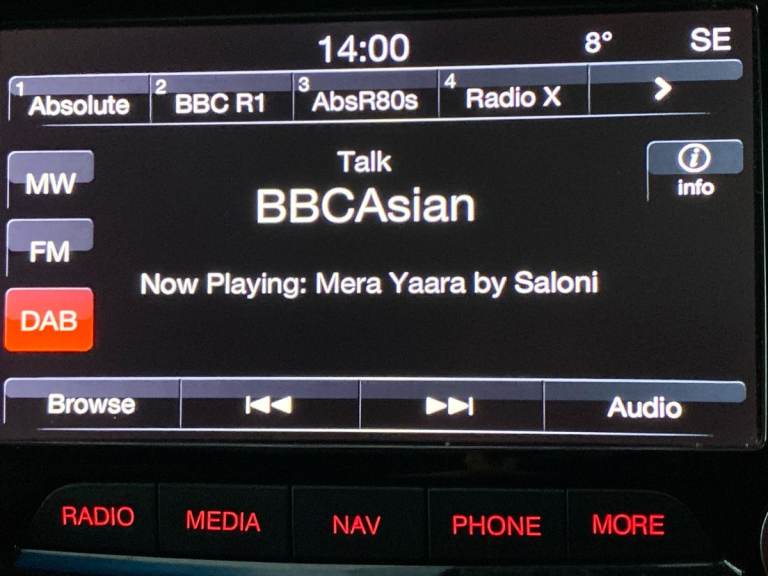 14:00 8° SE
1 Absolute 2 BBC R1 3 AbsR80s 4 Radio X >
Talk
BBCAsian
i
info
MW
FM
Now Playing: Mera Yaara by Saloni
DAB
Browse Audio
RADIO MEDIA NAV PHONE MORE